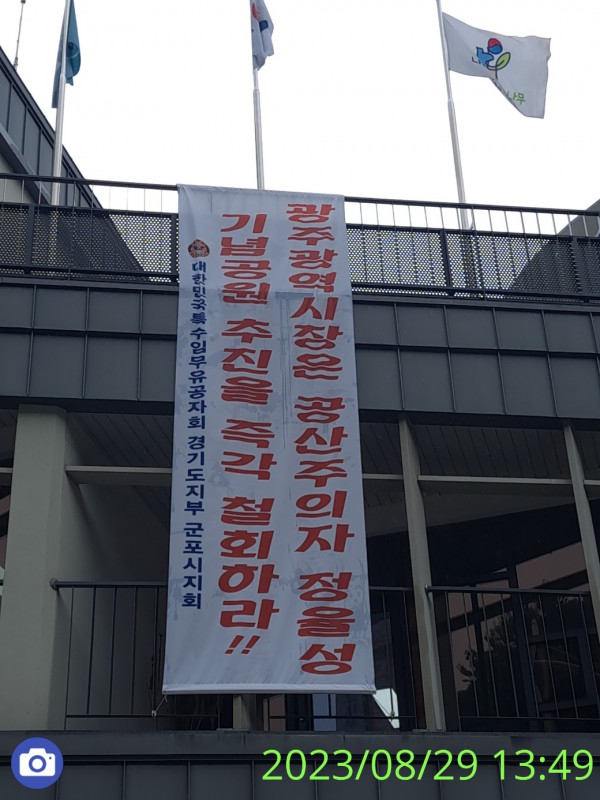 광주광역시장은 공산주의자 정율성
기념공원 추진을 즉각 철회하라!!
대한민국특수임무유공자회 경기도지부 군포시지회
나무
2023/08/29 13:49